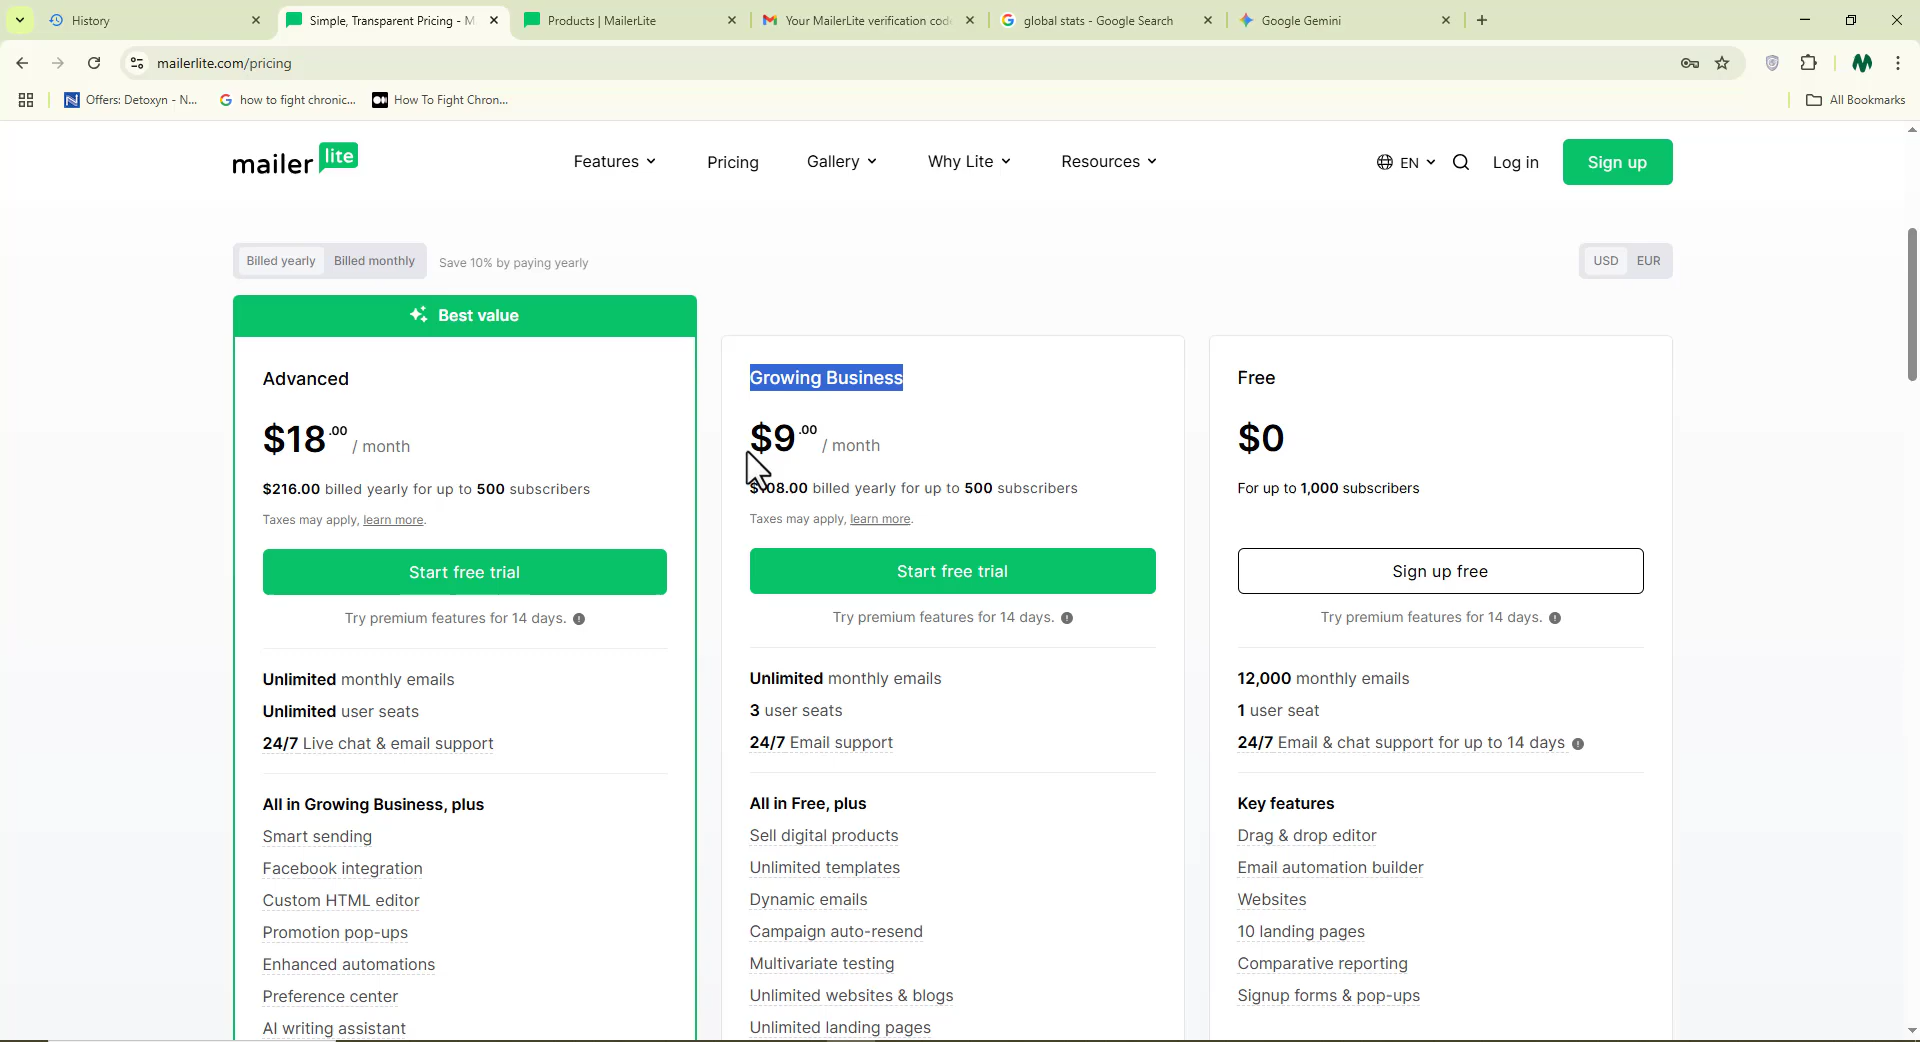 History
Simple, Transparent Pricing - M
Products | MailerLite
Your MailerLite verification cod
global stats - Google Search
Google Gemini
mailerlite.com/pricing
Offers: Detoxyn - N...
how to fight chronic...
How To Fight Chron...
All Bookmarks
mailer lite
Features
Pricing
Gallery
Why Lite
Resources
EN
Log in
Sign up
Billed yearly
Billed monthly
Save 10% by paying yearly
USD
EUR
Best value
Advanced
$18.00 / month
$216.00 billed yearly for up to 500 subscribers
Taxes may apply, learn more.
Start free trial
Try premium features for 14 days.
Unlimited monthly emails
Unlimited user seats
24/7 Live chat & email support
All in Growing Business, plus
Smart sending
Facebook integration
Custom HTML editor
Promotion pop-ups
Enhanced automations
Preference center
AI writing assistant
Growing Business
$9.00 / month
$108.00 billed yearly for up to 500 subscribers
Taxes may apply, learn more.
Start free trial
Try premium features for 14 days.
Unlimited monthly emails
3 user seats
24/7 Email support
All in Free, plus
Sell digital products
Unlimited templates
Dynamic emails
Campaign auto-resend
Multivariate testing
Unlimited websites & blogs
Unlimited landing pages
Free
$0
For up to 1,000 subscribers
Sign up free
Try premium features for 14 days.
12,000 monthly emails
1 user seat
24/7 Email & chat support for up to 14 days
Key features
Drag & drop editor
Email automation builder
Websites
10 landing pages
Comparative reporting
Signup forms & pop-ups